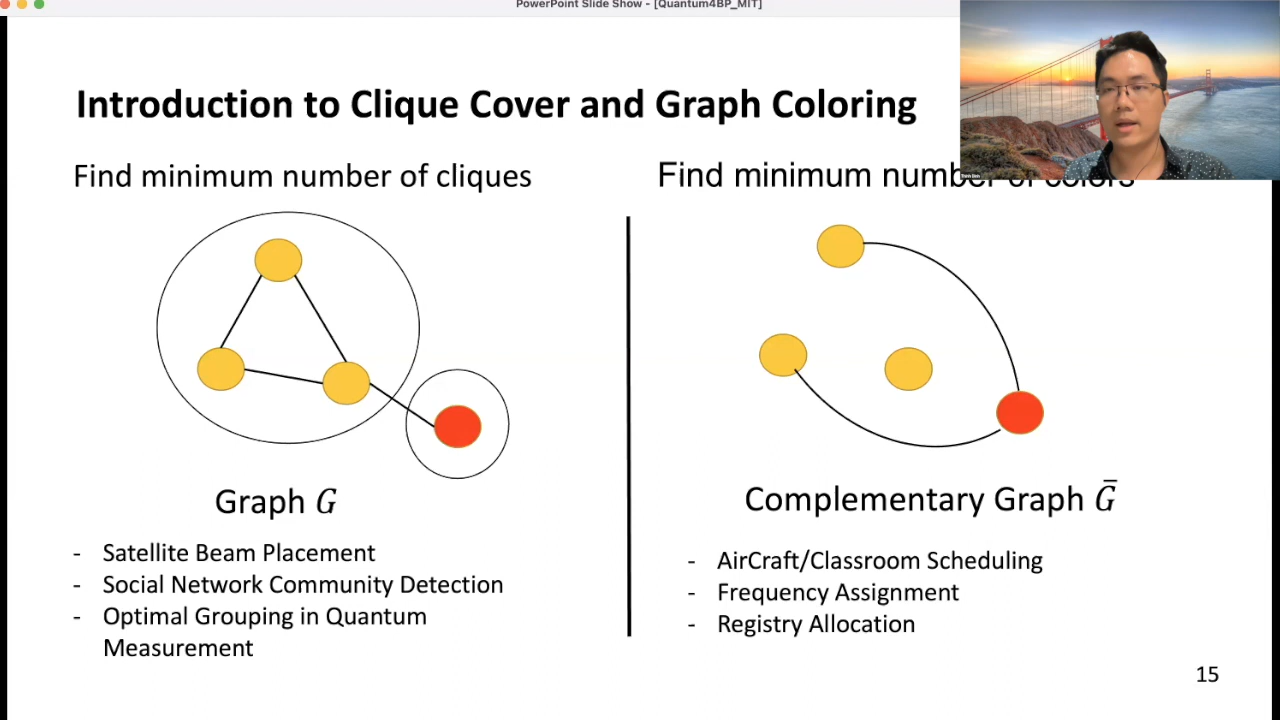 PowerPoint Slide Show - [Quantum4BP_MIT]
Introduction to Clique Cover and Graph Coloring
Find minimum number of cliques
Find minimum number of colors
Graph G
Complementary Graph Ḡ
- Satellite Beam Placement
- Social Network Community Detection
- Optimal Grouping in Quantum
Measurement
- AirCraft/Classroom Scheduling
- Frequency Assignment
- Registry Allocation
15